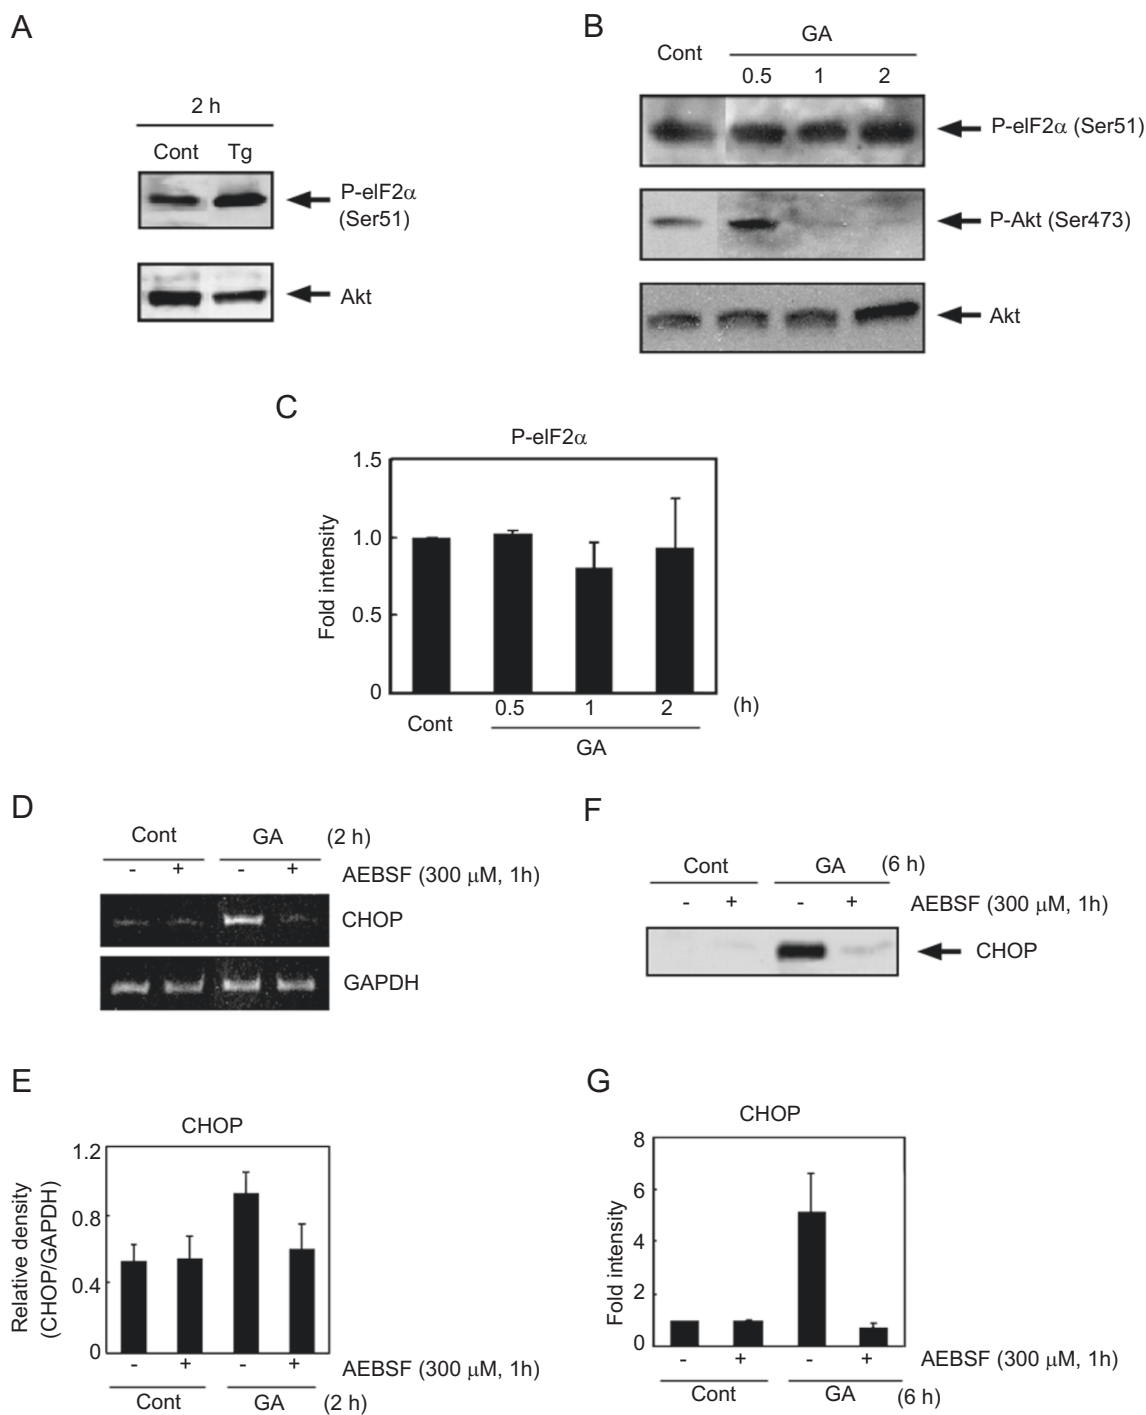 A
2 h
Cont Tg
P-eIF2α
(Ser51)
Akt
B
GA
Cont
0.5 1 2
P-eIF2α (Ser51)
P-Akt (Ser473)
Akt
C
P-eIF2α
1.5
1.0
0.5
0
Fold intensity
0.5 1 2 (h)
Cont
GA
D
Cont GA (2 h)
- + - + AEBSF (300 μM, 1h)
CHOP
GAPDH
F
Cont GA (6 h)
- + - + AEBSF (300 μM, 1h)
CHOP
E
CHOP
1.2
0.8
0.4
0
Relative density
(CHOP/GAPDH)
- + - + AEBSF (300 μM, 1h)
Cont GA (2 h)
G
CHOP
8
6
4
2
0
Fold intensity
- + - + AEBSF (300 μM, 1h)
Cont GA (6 h)